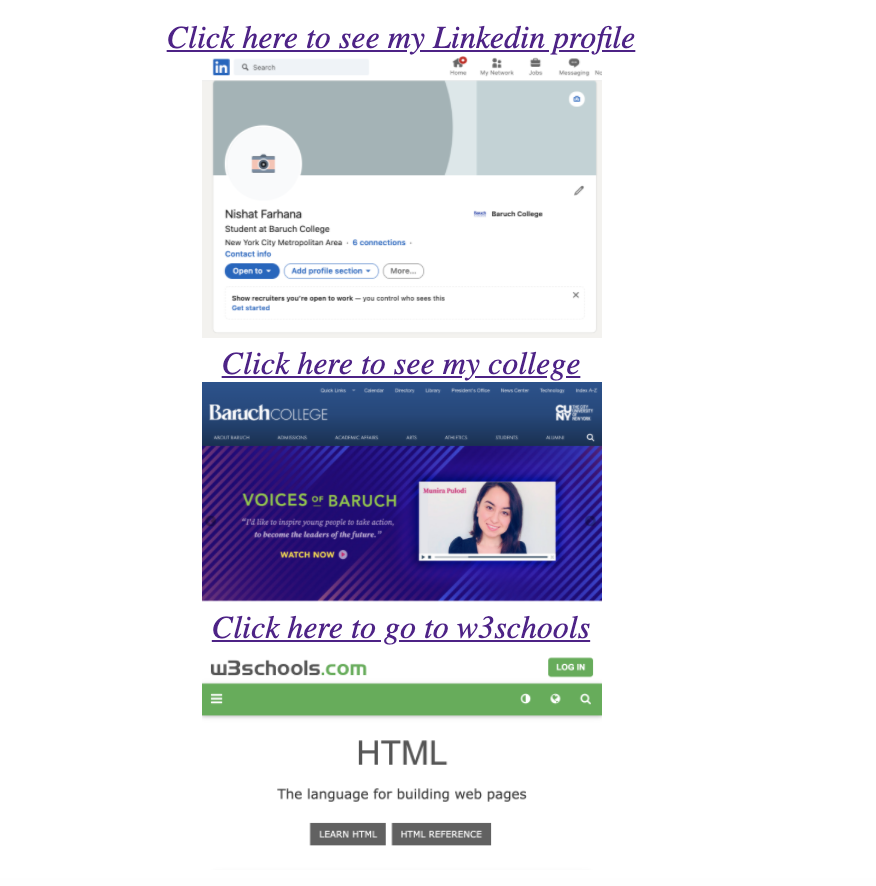 Click here to see my Linkedin profile
in Search
Home My Network Jobs Messaging No
Nishat Farhana
Baruch College
Student at Baruch College
New York City Metropolitan Area · 6 connections ·
Contact info
Open to Add profile section More...
Show recruiters you're open to work — you control who sees this
Get started
Click here to see my college
Quick Links Calendar Directory Library President's Office News Center Technology Index A-Z
Baruch COLLEGE
CUNY THE CITY UNIVERSITY OF NEW YORK
ABOUT BARUCH ADMISSIONS ACADEMIC AFFAIRS ARTS ATHLETICS STUDENTS ALUMNI
VOICES OF BARUCH
"I'd like to inspire young people to take action,
to become the leaders of the future."
WATCH NOW
Munira Pulodi
Click here to go to w3schools
w3schools.com LOG IN
HTML
The language for building web pages
LEARN HTML HTML REFERENCE